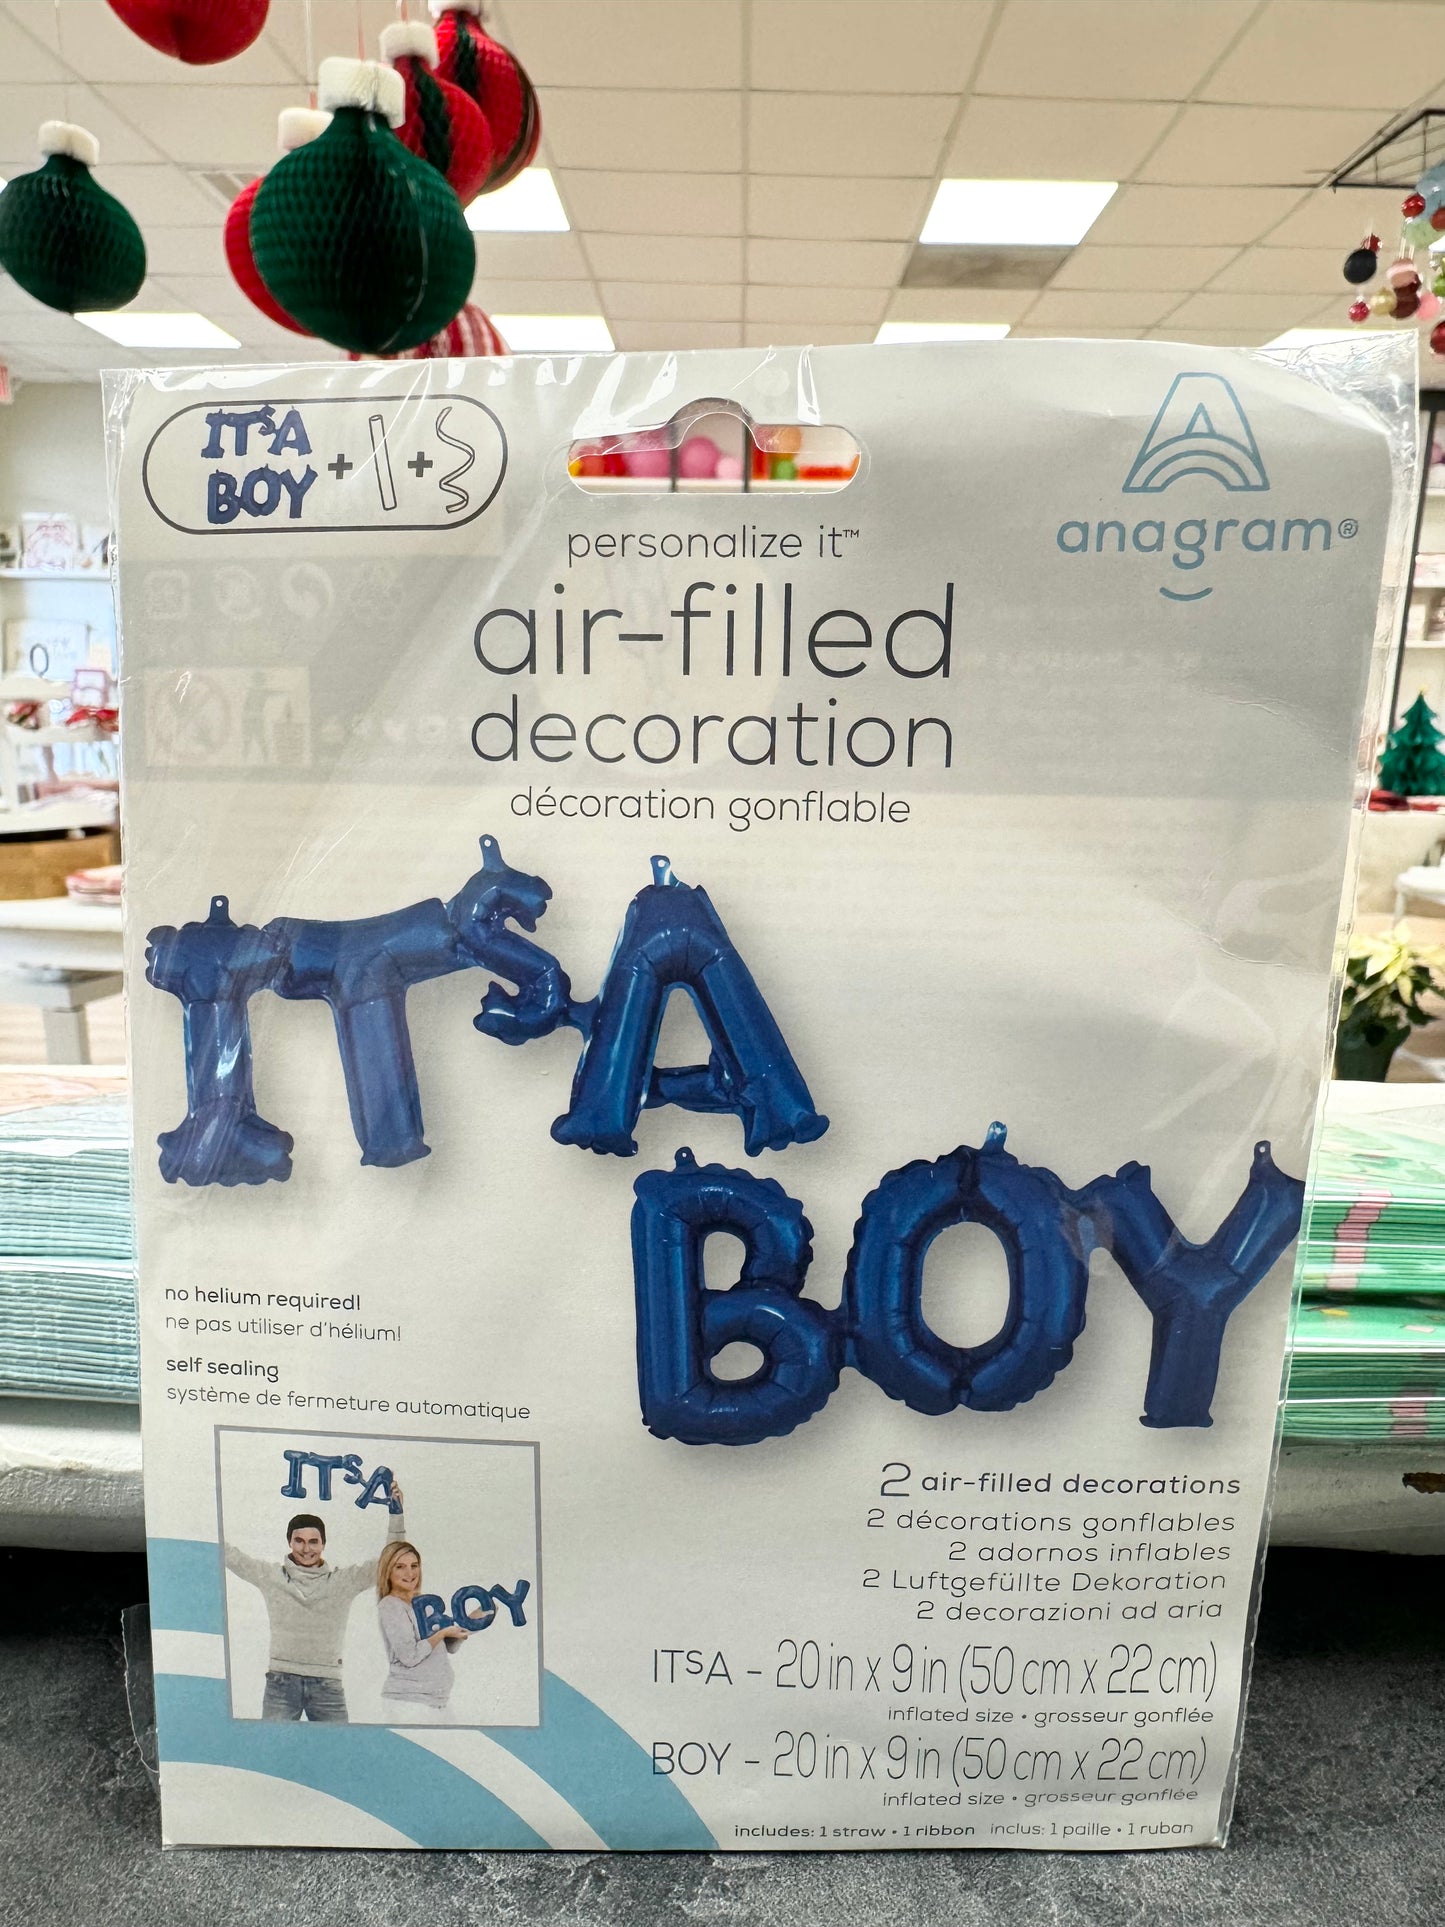 IT'S A
BOY
+ +
anagram®
personalize it™
air-filled
decoration
décoration gonflable
IT'S A
BOY
no helium required!
ne pas utiliser d'hélium!
self sealing
système de fermeture automatique
IT'S A
BOY
2 air-filled decorations
2 décorations gonflables
2 adornos inflables
2 Luftgefüllte Dekoration
2 decorazioni ad aria
ITSA – 20 in x 9 in (50 cm x 22 cm)
inflated size • grosseur gonflée
BOY – 20 in x 9 in (50 cm x 22 cm)
inflated size • grosseur gonflée
includes: 1 straw • 1 ribbon inclus: 1 paille • 1 ruban